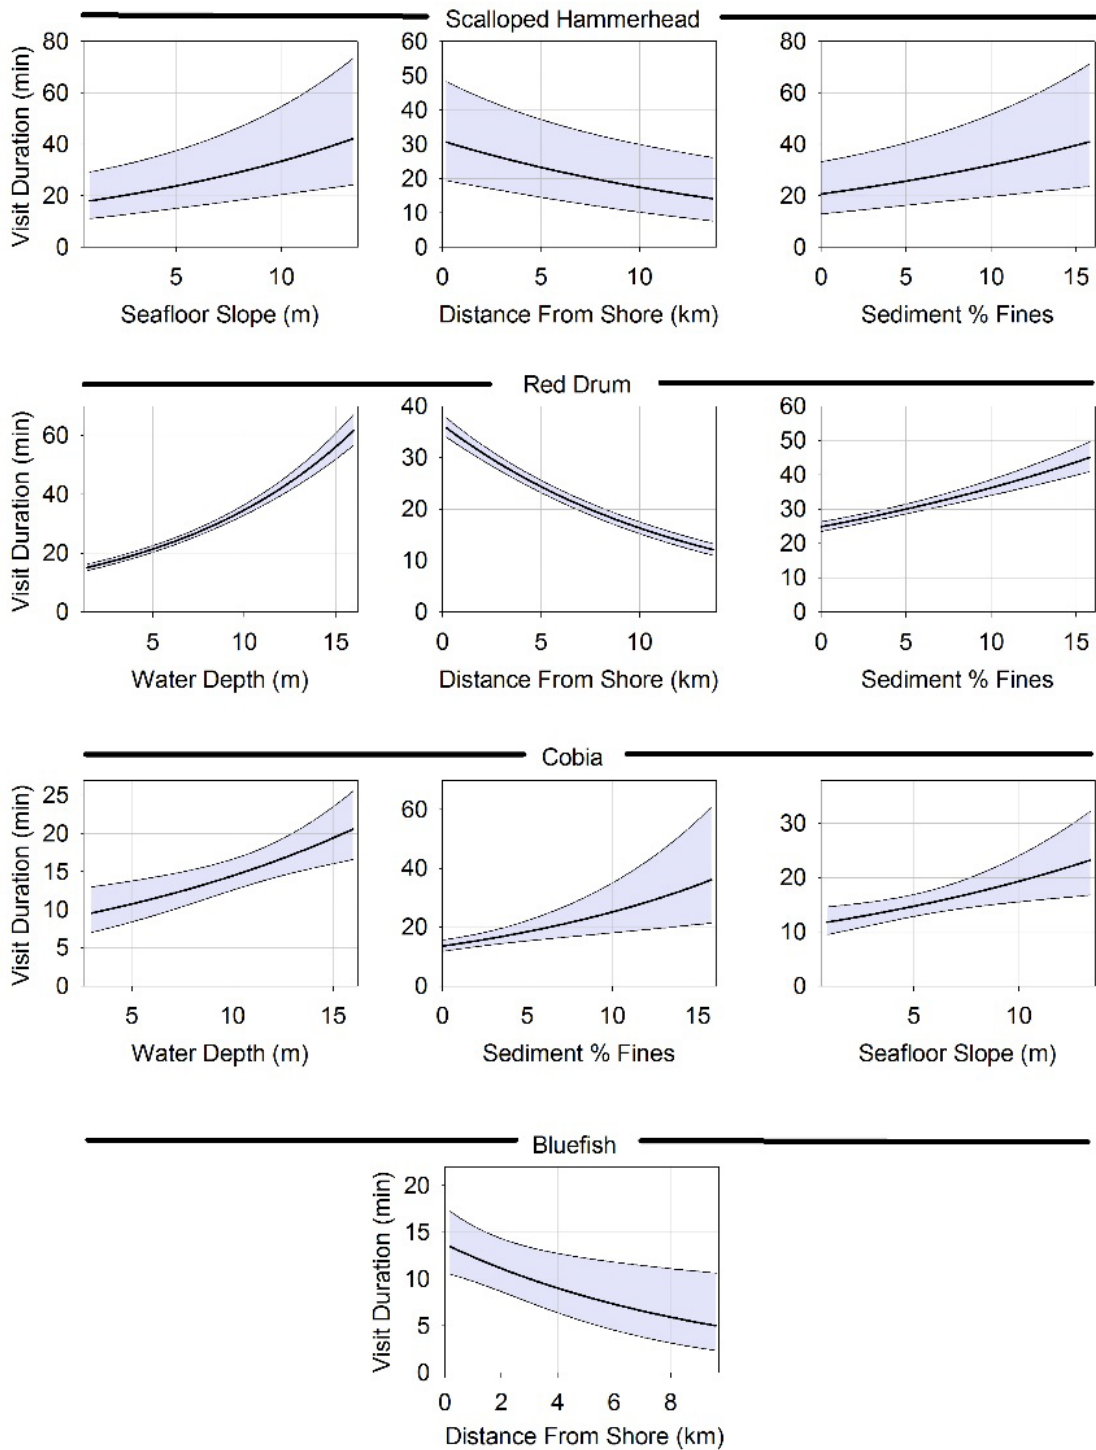 Scalloped Hammerhead
Visit Duration (min)
80
60
40
20
0
5 10
Seafloor Slope (m)
60
50
40
30
20
10
0
0 5 10
Distance From Shore (km)
80
60
40
20
0
0 5 10 15
Sediment % Fines
Red Drum
Visit Duration (min)
60
40
20
0
5 10 15
Water Depth (m)
40
30
20
10
0
0 5 10
Distance From Shore (km)
60
50
40
30
20
10
0
0 5 10 15
Sediment % Fines
Cobia
Visit Duration (min)
25
20
15
10
5
0
5 10 15
Water Depth (m)
60
40
20
0
0 5 10 15
Sediment % Fines
30
20
10
0
5 10
Seafloor Slope (m)
Bluefish
Visit Duration (min)
20
15
10
5
0
0 2 4 6 8
Distance From Shore (km)